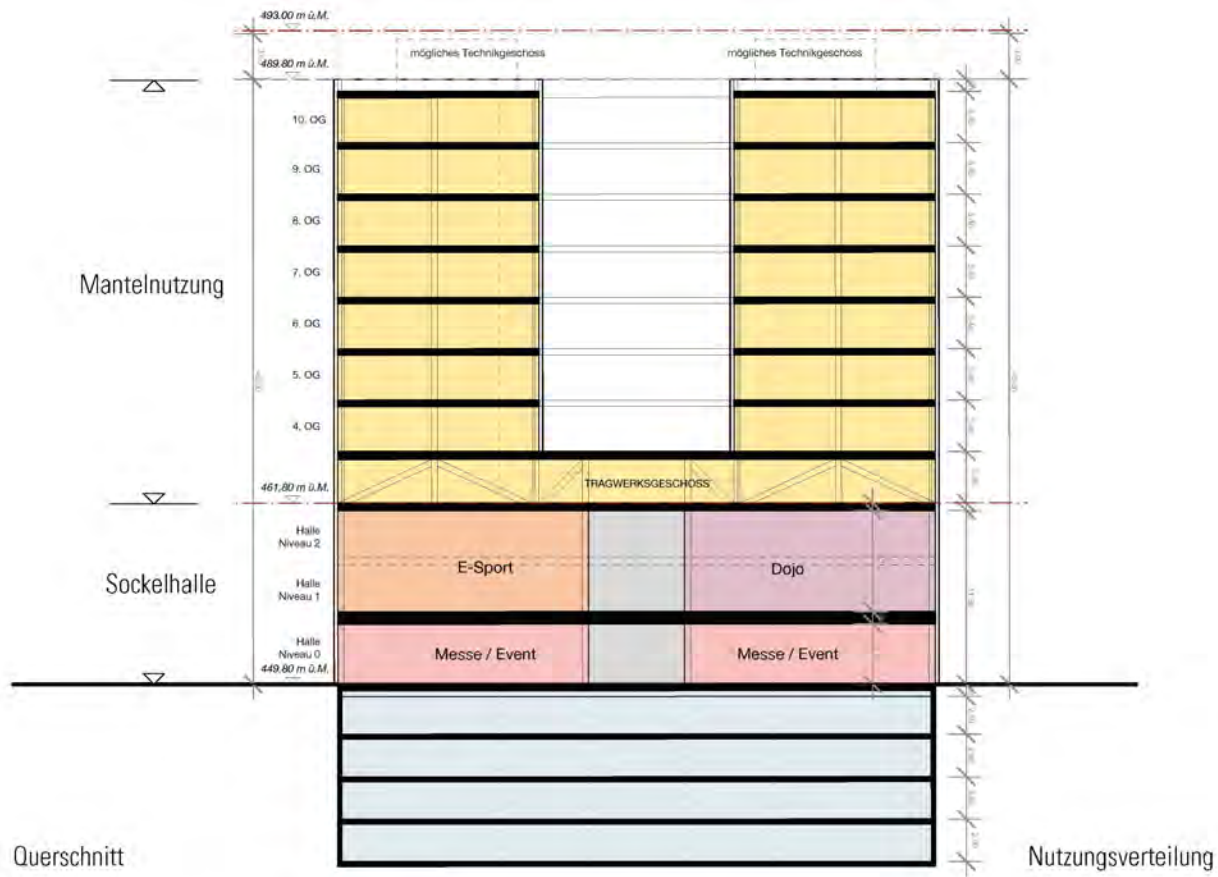 493.00 m ü.M.
mögliches Technikgeschoss
mögliches Technikgeschoss
489.80 m ü.M.
10. OG
9. OG
8. OG
7. OG
6. OG
5. OG
4. OG
Mantelnutzung
TRAGWERKSGESCHOSS
461.80 m ü.M.
Halle
Niveau 2
E-Sport
Dojo
Sockelhalle
Halle
Niveau 1
Halle
Niveau 0
Messe / Event
Messe / Event
449.80 m ü.M.
Querschnitt
Nutzungsverteilung